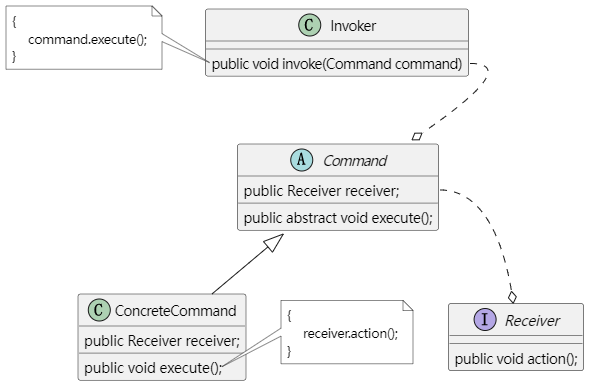 {
command.execute();
}
C Invoker
public void invoke(Command command)
A Command
public Receiver receiver;
public abstract void execute();
C ConcreteCommand
public Receiver receiver;
public void execute();
{
receiver.action();
}
I Receiver
public void action();